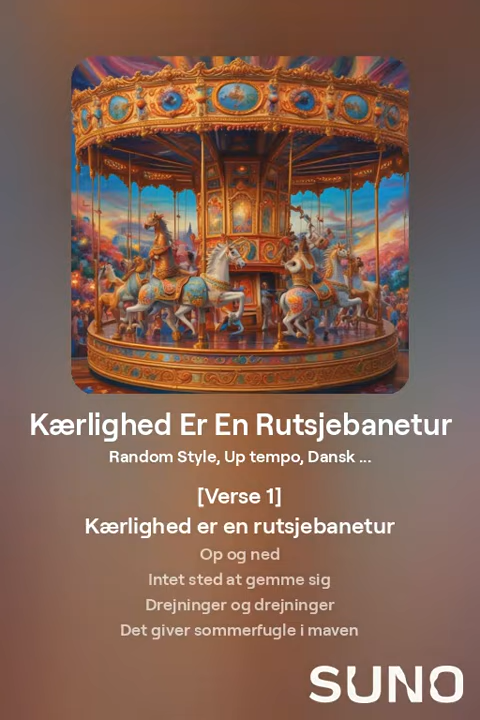 Kærlighed Er En Rutsjebanetur
Random Style, Up tempo, Dansk ...
[Verse 1]
Kærlighed er en rutsjebanetur
Op og ned
Intet sted at gemme sig
Drejninger og drejninger
Det giver sommerfugle i maven
SUNO